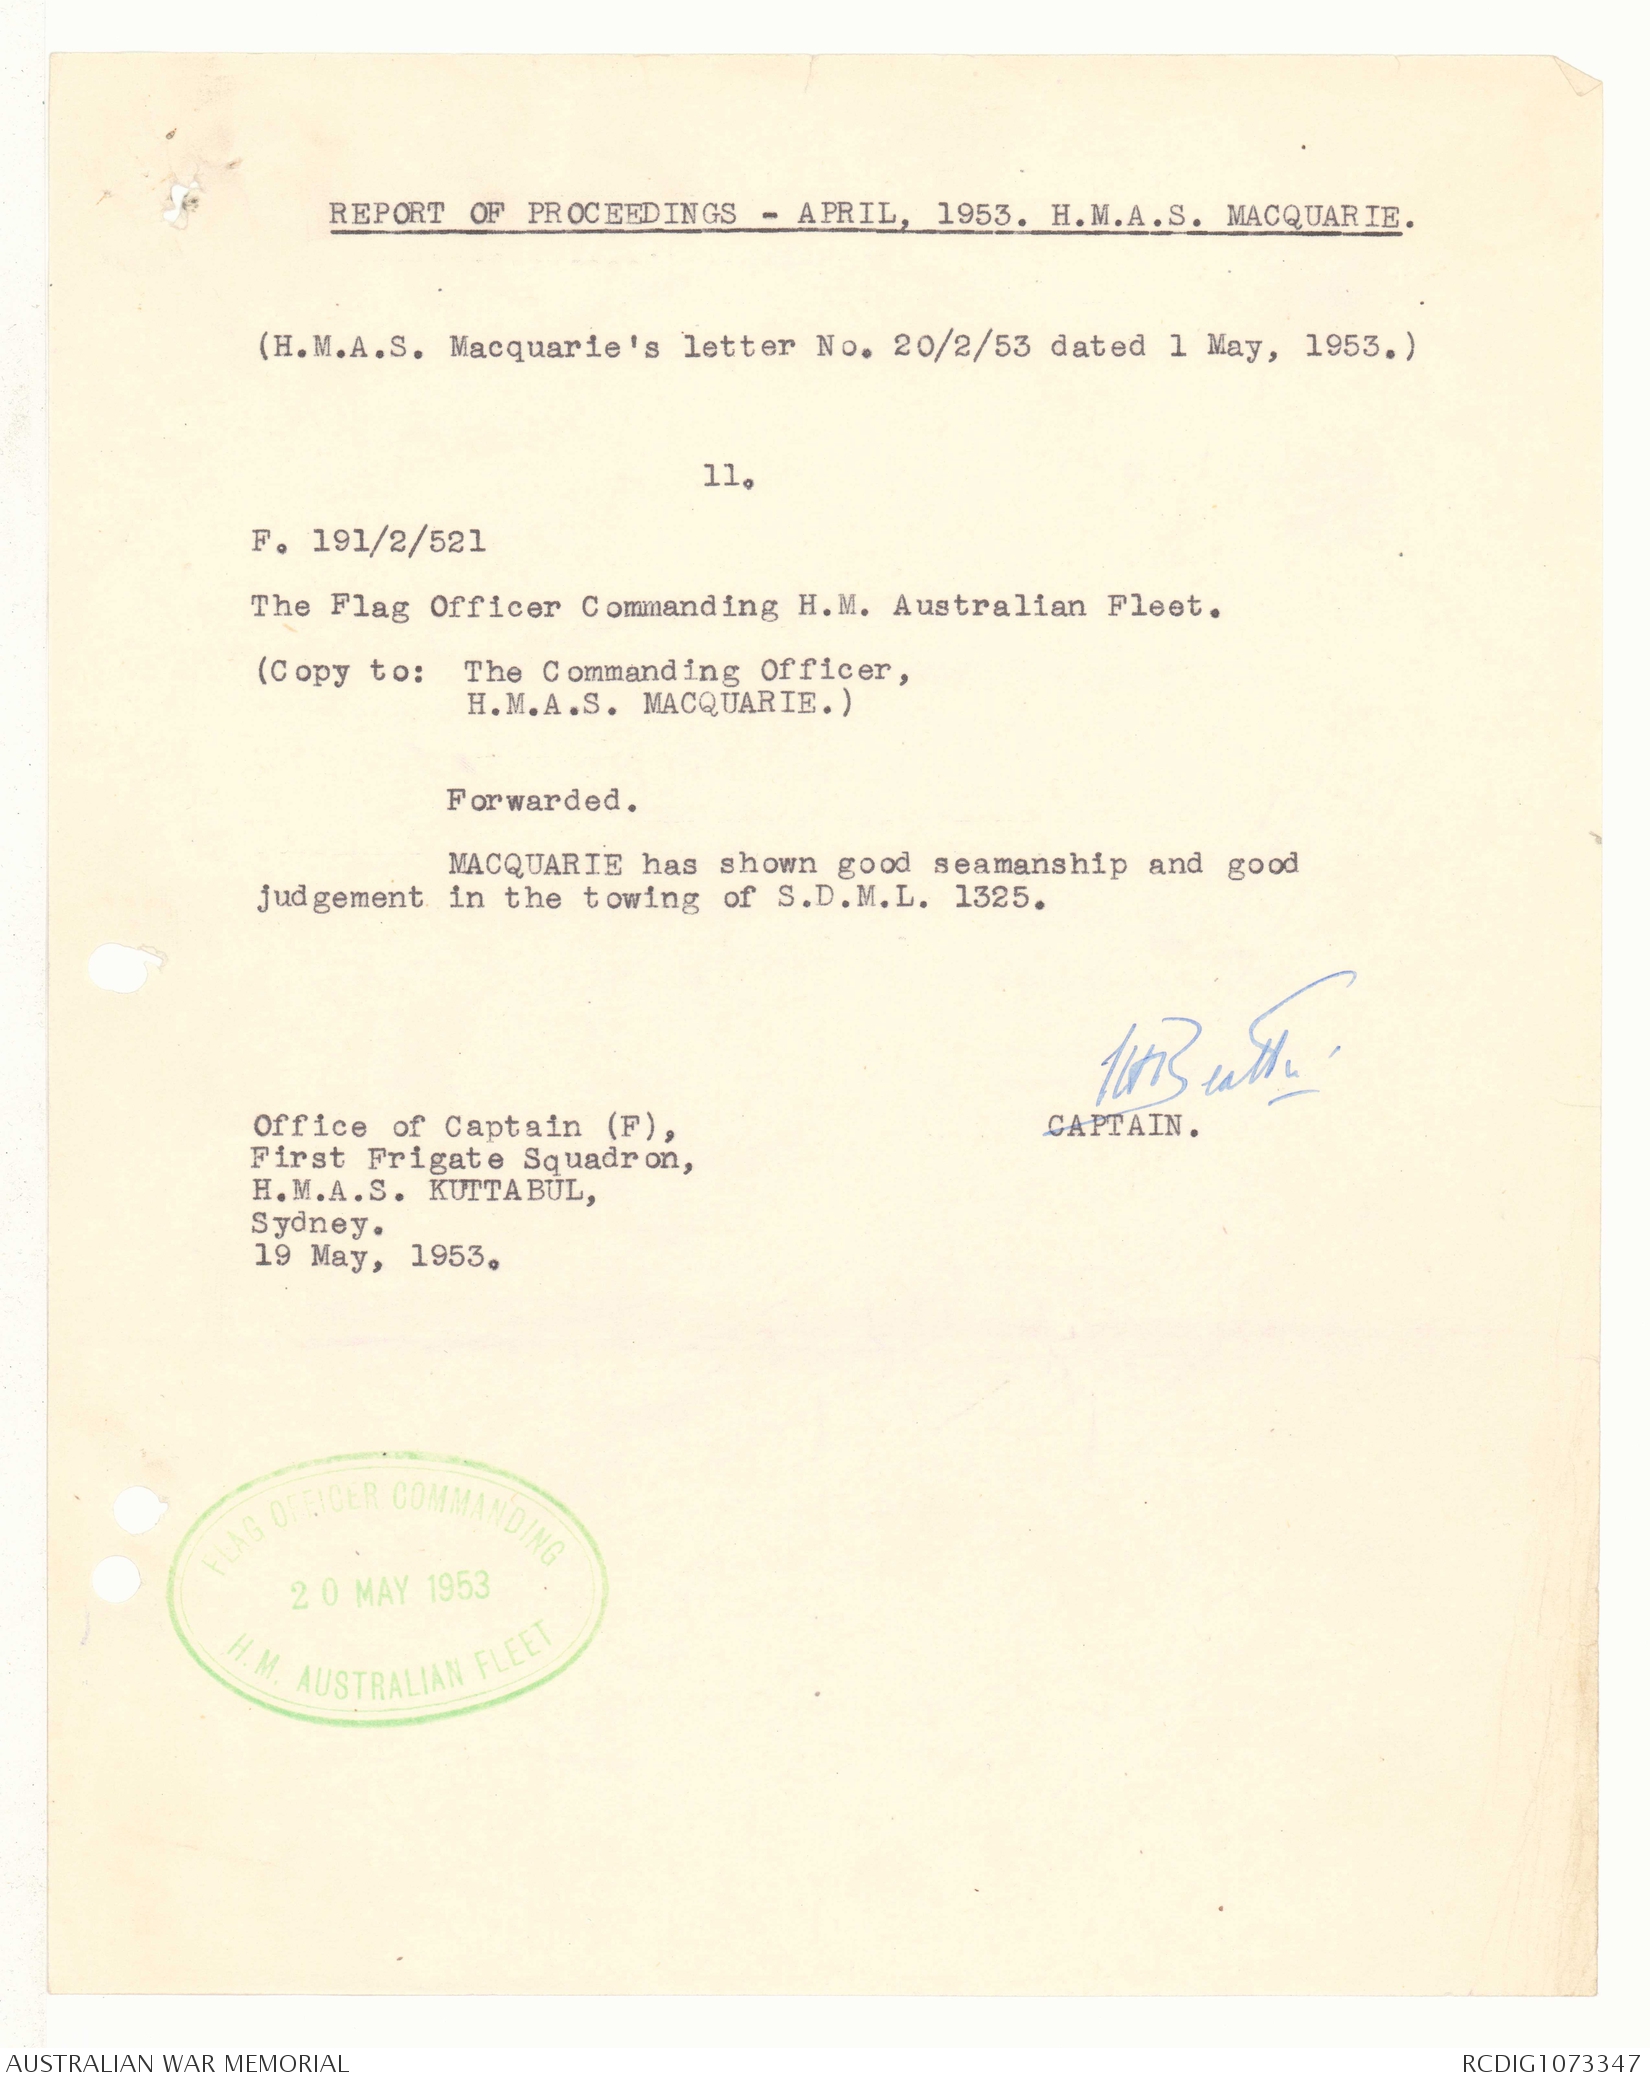 REPORT OF PROCEEDINGS - APRIL, 1953. H.M.A.S. MACQUARIE.
(H.M.A.S. Macquarie's letter No. 20/2/53 dated 1 May, 1953.)
11.
F. 191/2/521
The Flag Officer Commanding H.M. Australian Fleet.
(Copy to: The Commanding Officer,
H.M.A.S. MACQUARIE.)
Forwarded.
MACQUARIE has shown good seamanship and good
judgement in the towing of S.D.M.L. 1325.
CAPTAIN.
Office of Captain (F),
First Frigate Squadron,
H.M.A.S. KUTTABUL,
Sydney.
19 May, 1953.
FLAG OFFICER COMMANDING
20 MAY 1953
H.M. AUSTRALIAN FLEET
AUSTRALIAN WAR MEMORIAL
RCDIG1073347